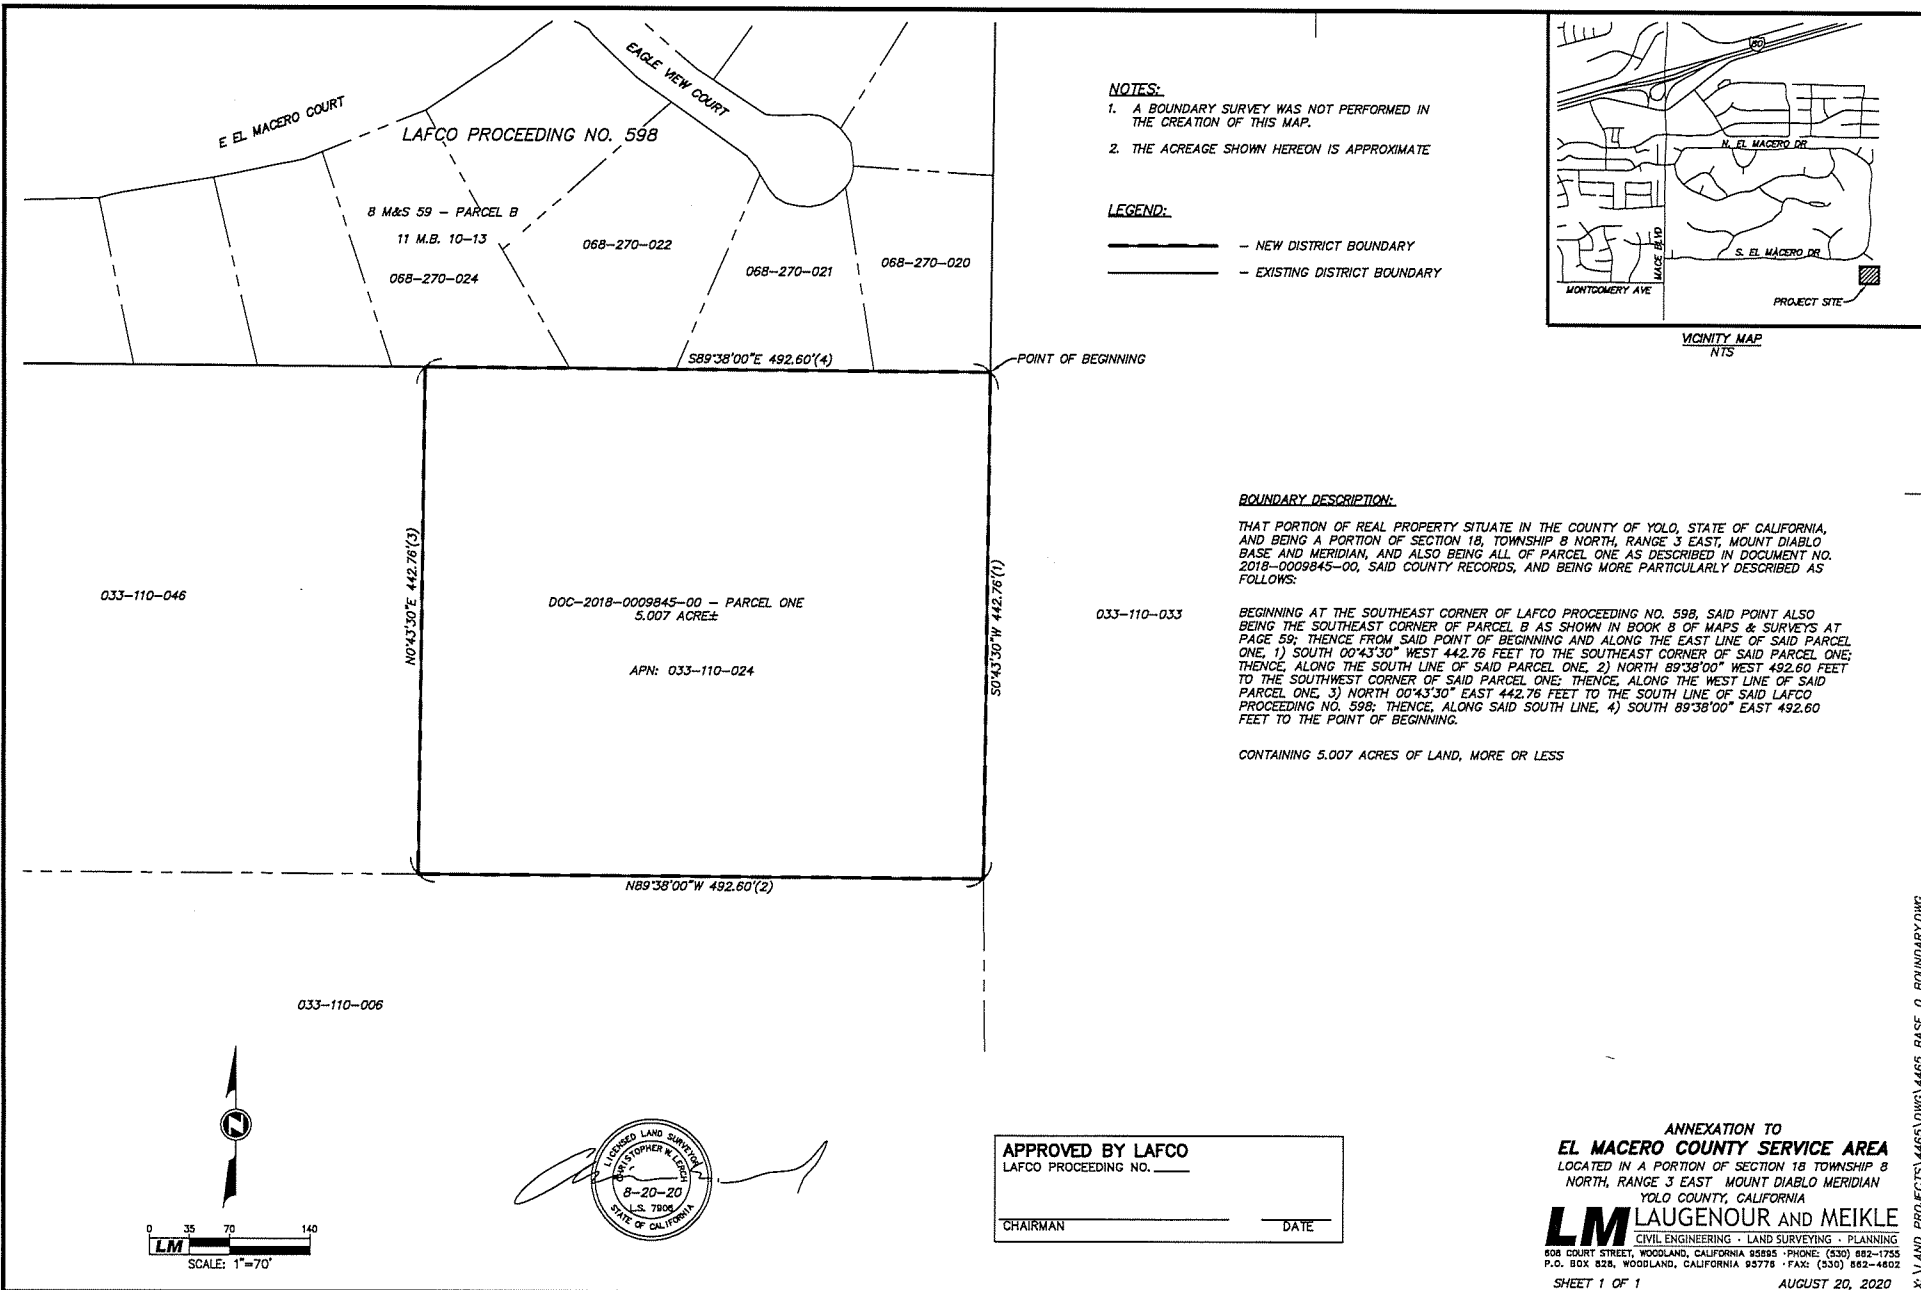 E EL MACERO COURT
EAGLE VIEW COURT
LAFCO PROCEEDING NO. 598
8 M&S 59 - PARCEL B
11 M.B. 10-13
068-270-024
068-270-022
068-270-021
068-270-020
NOTES:
1. A BOUNDARY SURVEY WAS NOT PERFORMED IN
THE CREATION OF THIS MAP.
2. THE ACREAGE SHOWN HEREON IS APPROXIMATE
LEGEND:
- NEW DISTRICT BOUNDARY
- EXISTING DISTRICT BOUNDARY
80
N. EL MACERO DR
MACE BLVD
S. EL MACERO DR
MONTGOMERY AVE
PROJECT SITE
VICINITY MAP
NTS
S89°38'00"E 492.60'(4)
POINT OF BEGINNING
N0°43'30"E 442.76'(3)
S0°43'30"W 442.76'(1)
033-110-046
DOC-2018-0009845-00 - PARCEL ONE
5.007 ACRE±
APN: 033-110-024
033-110-033
N89°38'00"W 492.60'(2)
033-110-006
BOUNDARY DESCRIPTION:
THAT PORTION OF REAL PROPERTY SITUATE IN THE COUNTY OF YOLO, STATE OF CALIFORNIA,
AND BEING A PORTION OF SECTION 18, TOWNSHIP 8 NORTH, RANGE 3 EAST, MOUNT DIABLO
BASE AND MERIDIAN, AND ALSO BEING ALL OF PARCEL ONE AS DESCRIBED IN DOCUMENT NO.
2018-0009845-00, SAID COUNTY RECORDS, AND BEING MORE PARTICULARLY DESCRIBED AS
FOLLOWS:
BEGINNING AT THE SOUTHEAST CORNER OF LAFCO PROCEEDING NO. 598, SAID POINT ALSO
BEING THE SOUTHEAST CORNER OF PARCEL B AS SHOWN IN BOOK 8 OF MAPS & SURVEYS AT
PAGE 59; THENCE FROM SAID POINT OF BEGINNING AND ALONG THE EAST LINE OF SAID PARCEL
ONE, 1) SOUTH 00°43'30" WEST 442.76 FEET TO THE SOUTHEAST CORNER OF SAID PARCEL ONE;
THENCE, ALONG THE SOUTH LINE OF SAID PARCEL ONE, 2) NORTH 89°38'00" WEST 492.60 FEET
TO THE SOUTHWEST CORNER OF SAID PARCEL ONE; THENCE, ALONG THE WEST LINE OF SAID
PARCEL ONE, 3) NORTH 00°43'30" EAST 442.76 FEET TO THE SOUTH LINE OF SAID LAFCO
PROCEEDING NO. 598; THENCE, ALONG SAID SOUTH LINE, 4) SOUTH 89°38'00" EAST 492.60
FEET TO THE POINT OF BEGINNING.
CONTAINING 5.007 ACRES OF LAND, MORE OR LESS
N
0 35 70 140
LM
SCALE: 1"=70'
LICENSED LAND SURVEYOR
CHRISTOPHER W. LERCH
8-20-20
L.S. 7906
STATE OF CALIFORNIA
APPROVED BY LAFCO
LAFCO PROCEEDING NO.
CHAIRMAN DATE
ANNEXATION TO
EL MACERO COUNTY SERVICE AREA
LOCATED IN A PORTION OF SECTION 18 TOWNSHIP 8
NORTH, RANGE 3 EAST MOUNT DIABLO MERIDIAN
YOLO COUNTY, CALIFORNIA
LM LAUGENOUR AND MEIKLE
CIVIL ENGINEERING · LAND SURVEYING · PLANNING
608 COURT STREET, WOODLAND, CALIFORNIA 95695 · PHONE: (530) 662-1755
P.O. BOX 828, WOODLAND, CALIFORNIA 95776 · FAX: (530) 662-4602
SHEET 1 OF 1 AUGUST 20, 2020
X:\LAND PROJECTS\4465\DWG\4465 BASE_0_BOUNDARY.DWG